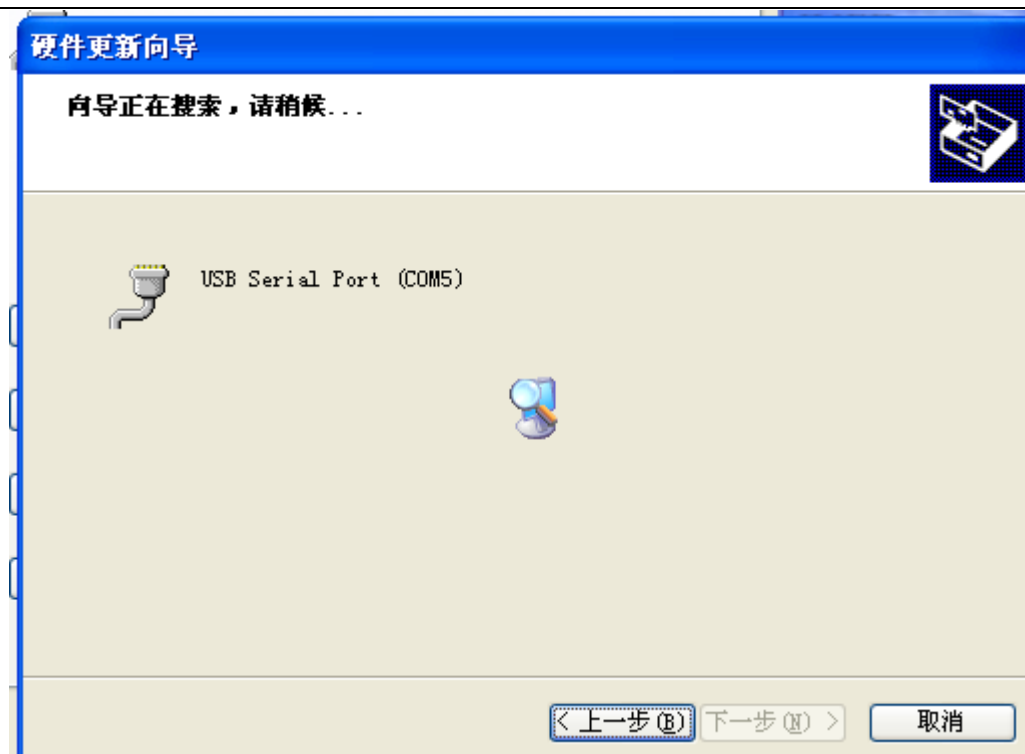 硬件更新向导
向导正在搜索，请稍候...
USB Serial Port (COM5)
< 上一步(B)
下一步(N) >
取消